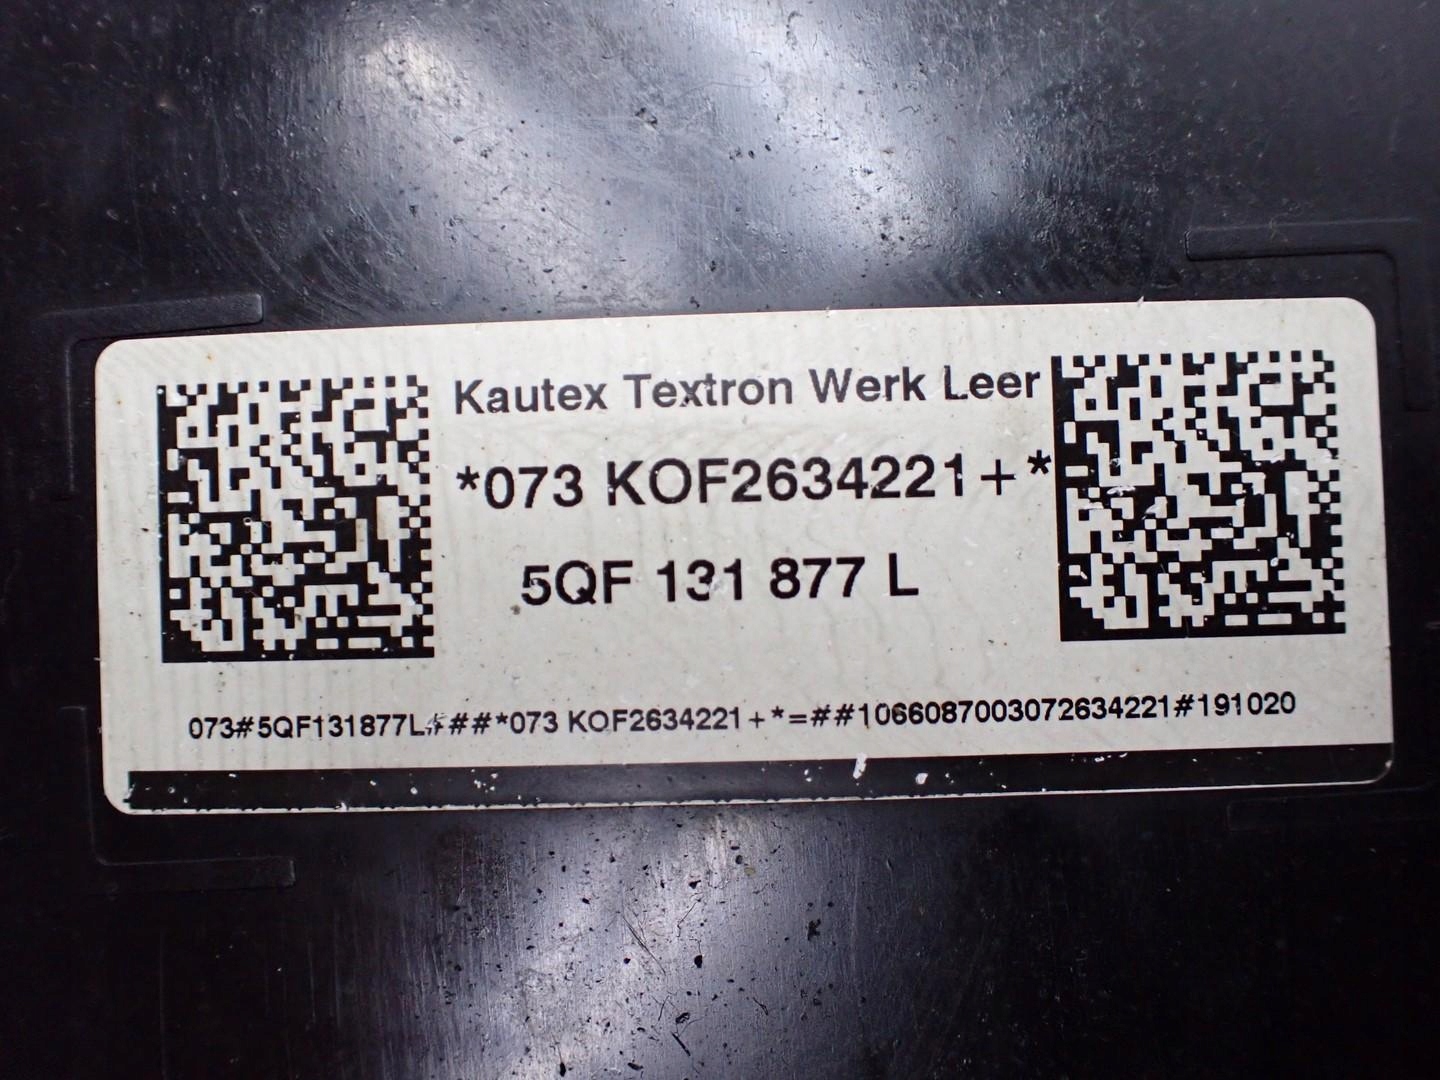 Kautex Textron Werk Leer
*073 KOF2634221+*
5QF 131 877 L
073#5QF131877L###*073 KOF2634221+*=##1066087003072634221#191020